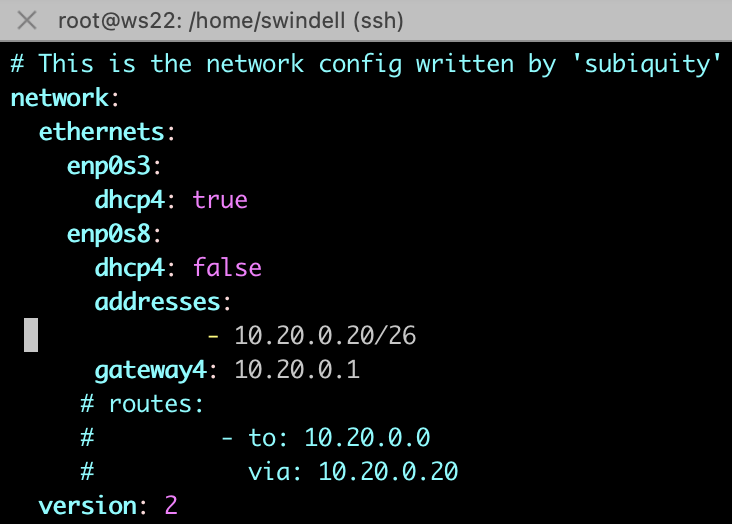 root@ws22: /home/swindell (ssh)
# This is the network config written by 'subiquity'
network:
  ethernets:
    enp0s3:
      dhcp4: true
    enp0s8:
      dhcp4: false
      addresses:
              - 10.20.0.20/26
      gateway4: 10.20.0.1
     # routes:
     #         - to: 10.20.0.0
     #           via: 10.20.0.20
  version: 2